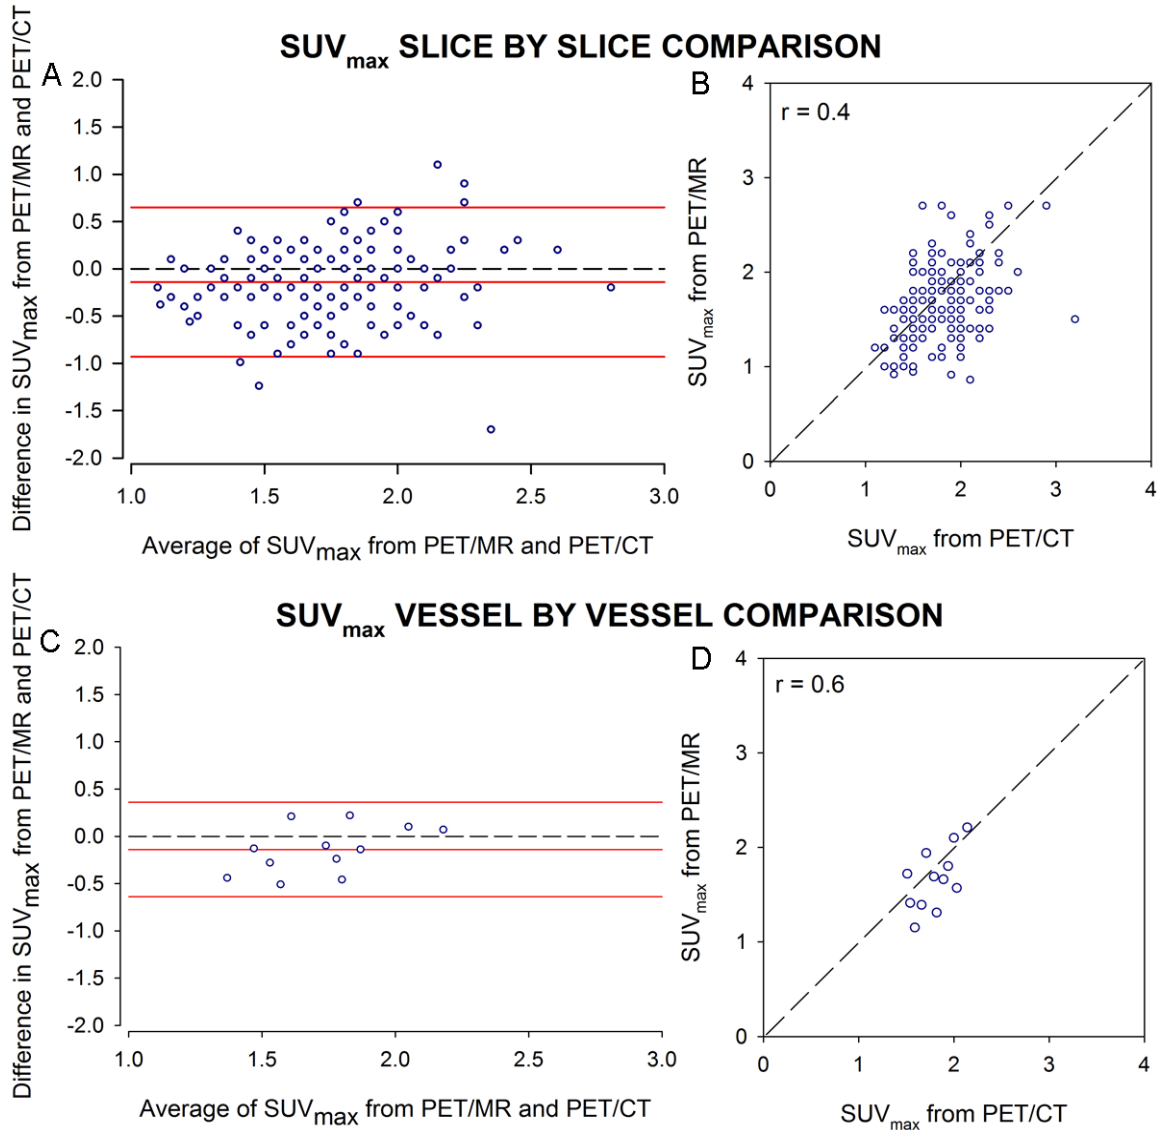 SUVmax SLICE BY SLICE COMPARISON
A
Difference in SUVmax from PET/MR and PET/CT
2.0
1.5
1.0
0.5
0.0
-0.5
-1.0
-1.5
-2.0
1.0 1.5 2.0 2.5 3.0
Average of SUVmax from PET/MR and PET/CT
B
r = 0.4
SUVmax from PET/MR
4
3
2
1
0
0 1 2 3 4
SUVmax from PET/CT
SUVmax VESSEL BY VESSEL COMPARISON
C
Difference in SUVmax from PET/MR and PET/CT
2.0
1.5
1.0
0.5
0.0
-0.5
-1.0
-1.5
-2.0
1.0 1.5 2.0 2.5 3.0
Average of SUVmax from PET/MR and PET/CT
D
r = 0.6
SUVmax from PET/MR
4
3
2
1
0
0 1 2 3 4
SUVmax from PET/CT